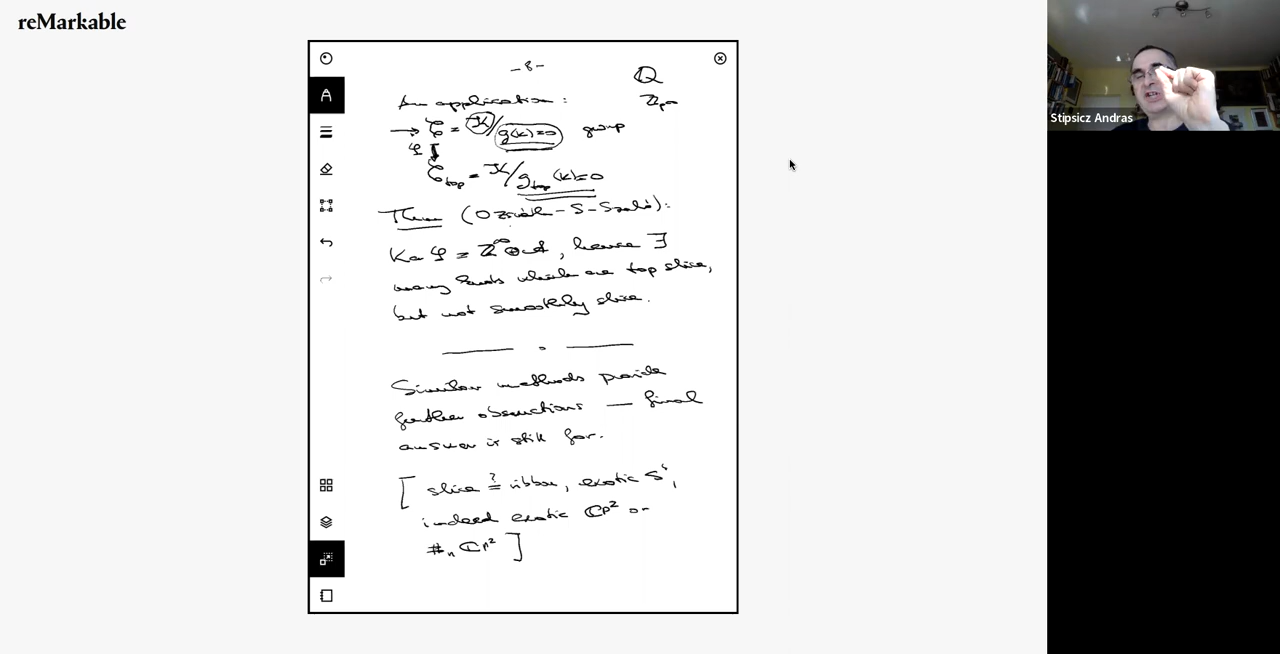 reMarkable
-8-
Q
An application:
ℤp∞
→ C = K/g(K)=0 group
φ ↓
C_top = K/g_top(K)=0
Thm (Ozsváth-S-Szabó):
Ker φ = ℤ^∞ ⊕ A, hence ∃
many knots which are top slice,
but not smoothly slice.
Similar methods provide
further obstructions — final
answer is still far.
[ slice ?= ribbon, exotic S⁴,
indeed exotic CP² or
#n CP² ]
Stipsicz Andras